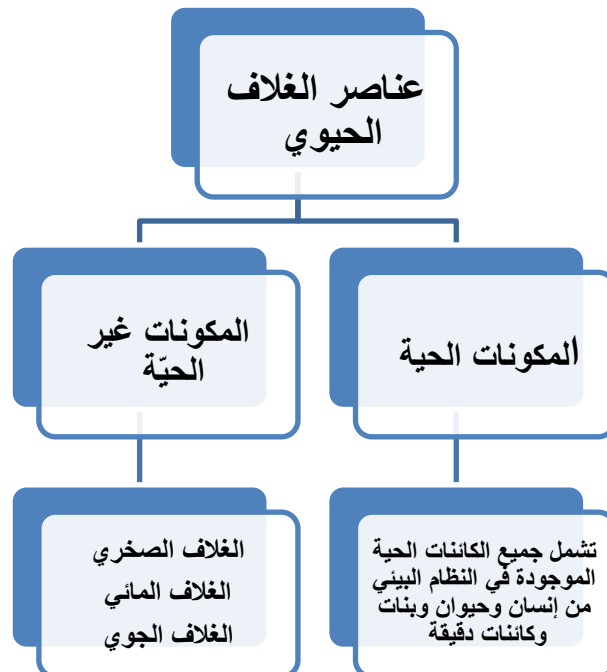 عناصر الغلاف
الحيوي
المكونات الحية
المكونات غير
الحيّة
تشمل جميع الكائنات الحية
الموجودة في النظام البيئي
من إنسان وحيوان وبنات
وكائنات دقيقة
الغلاف الصخري
الغلاف المائي
الغلاف الجوي